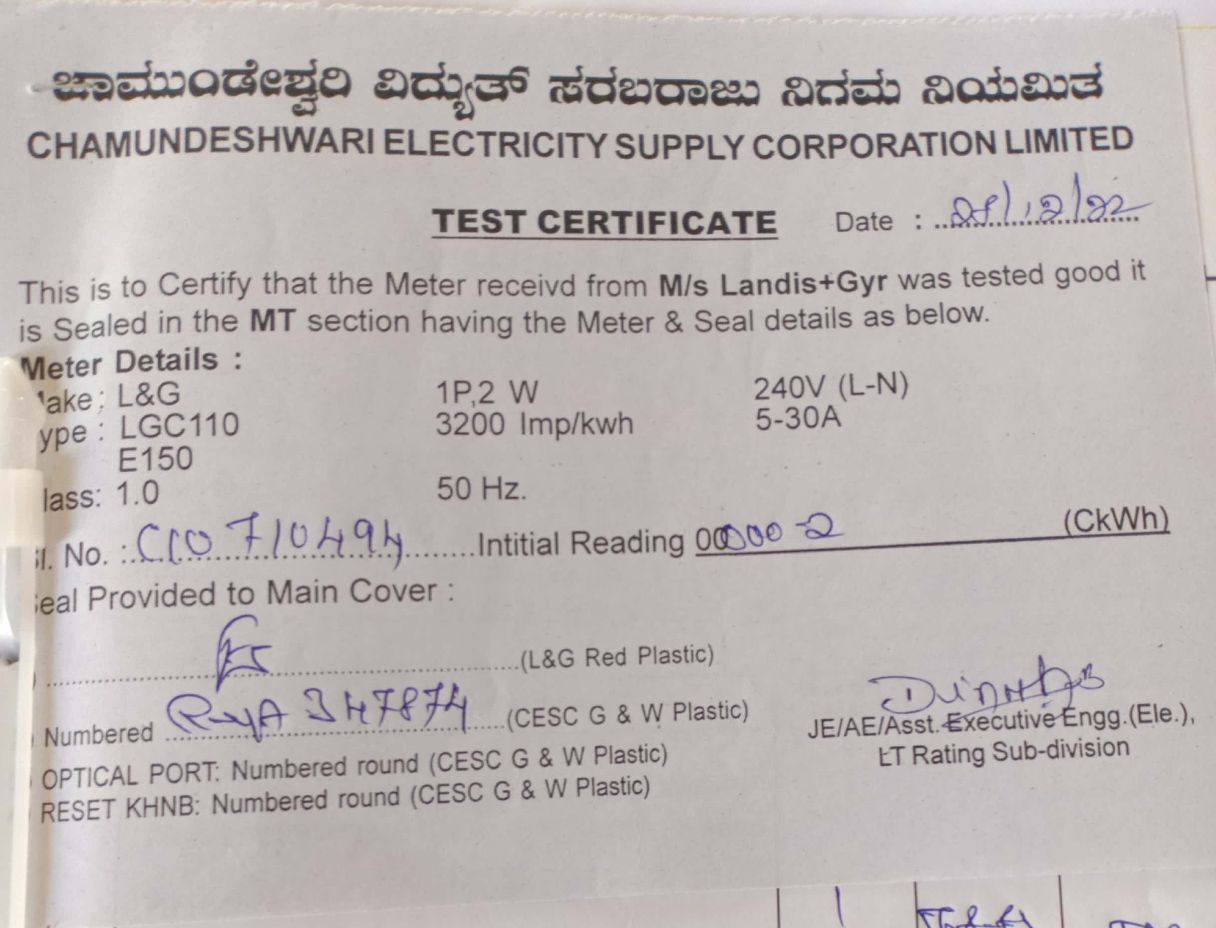 ಚಾಮುಂಡೇಶ್ವರಿ ವಿದ್ಯುತ್ ಸರಬರಾಜು ನಿಗಮ ನಿಯಮಿತ
CHAMUNDESHWARI ELECTRICITY SUPPLY CORPORATION LIMITED
TEST CERTIFICATE Date :
This is to Certify that the Meter receivd from M/s Landis+Gyr was tested good it
is Sealed in the MT section having the Meter & Seal details as below.
Meter Details :
ake : L&G 1P,2 W 240V (L-N)
ype : LGC110 3200 Imp/kwh 5-30A
E150
lass: 1.0 50 Hz.
l. No. : C10710494 Intitial Reading (CkWh)
eal Provided to Main Cover :
(L&G Red Plastic)
Numbered 347874 (CESC G & W Plastic)
JE/AE/Asst. Executive Engg.(Ele.),
OPTICAL PORT: Numbered round (CESC G & W Plastic) LT Rating Sub-division
RESET KHNB: Numbered round (CESC G & W Plastic)